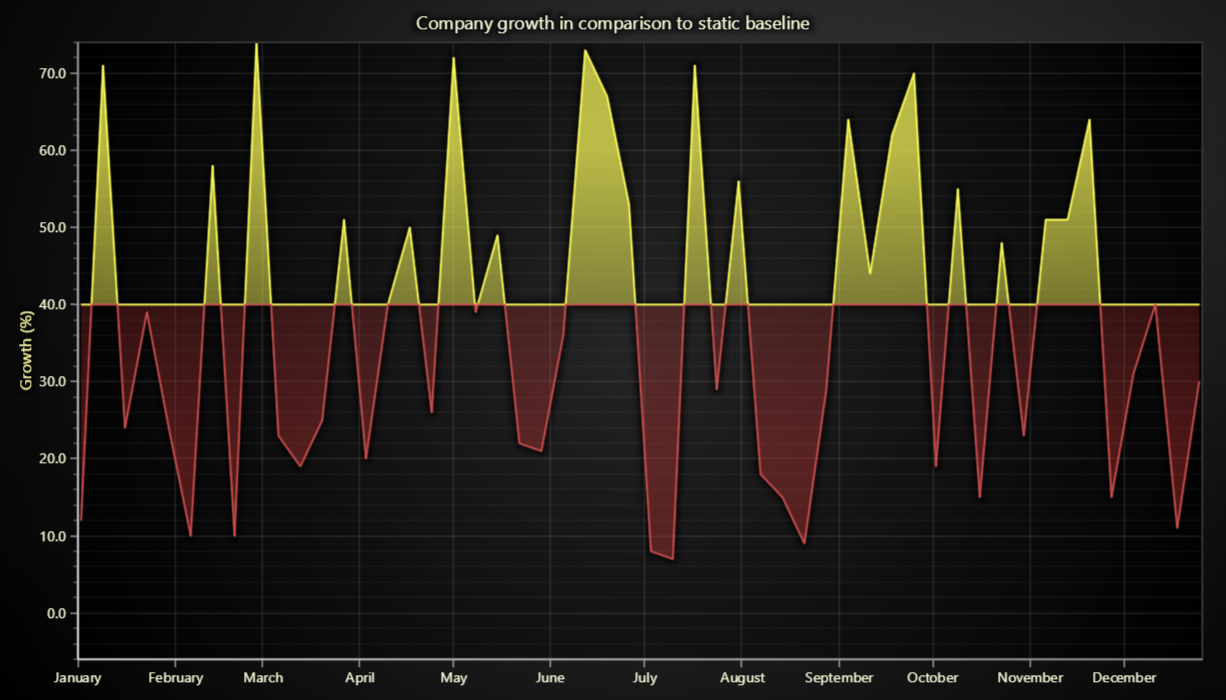 Company growth in comparison to static baseline
Growth (%)
70.0
60.0
50.0
40.0
30.0
20.0
10.0
0.0
January February March April May June July August September October November December